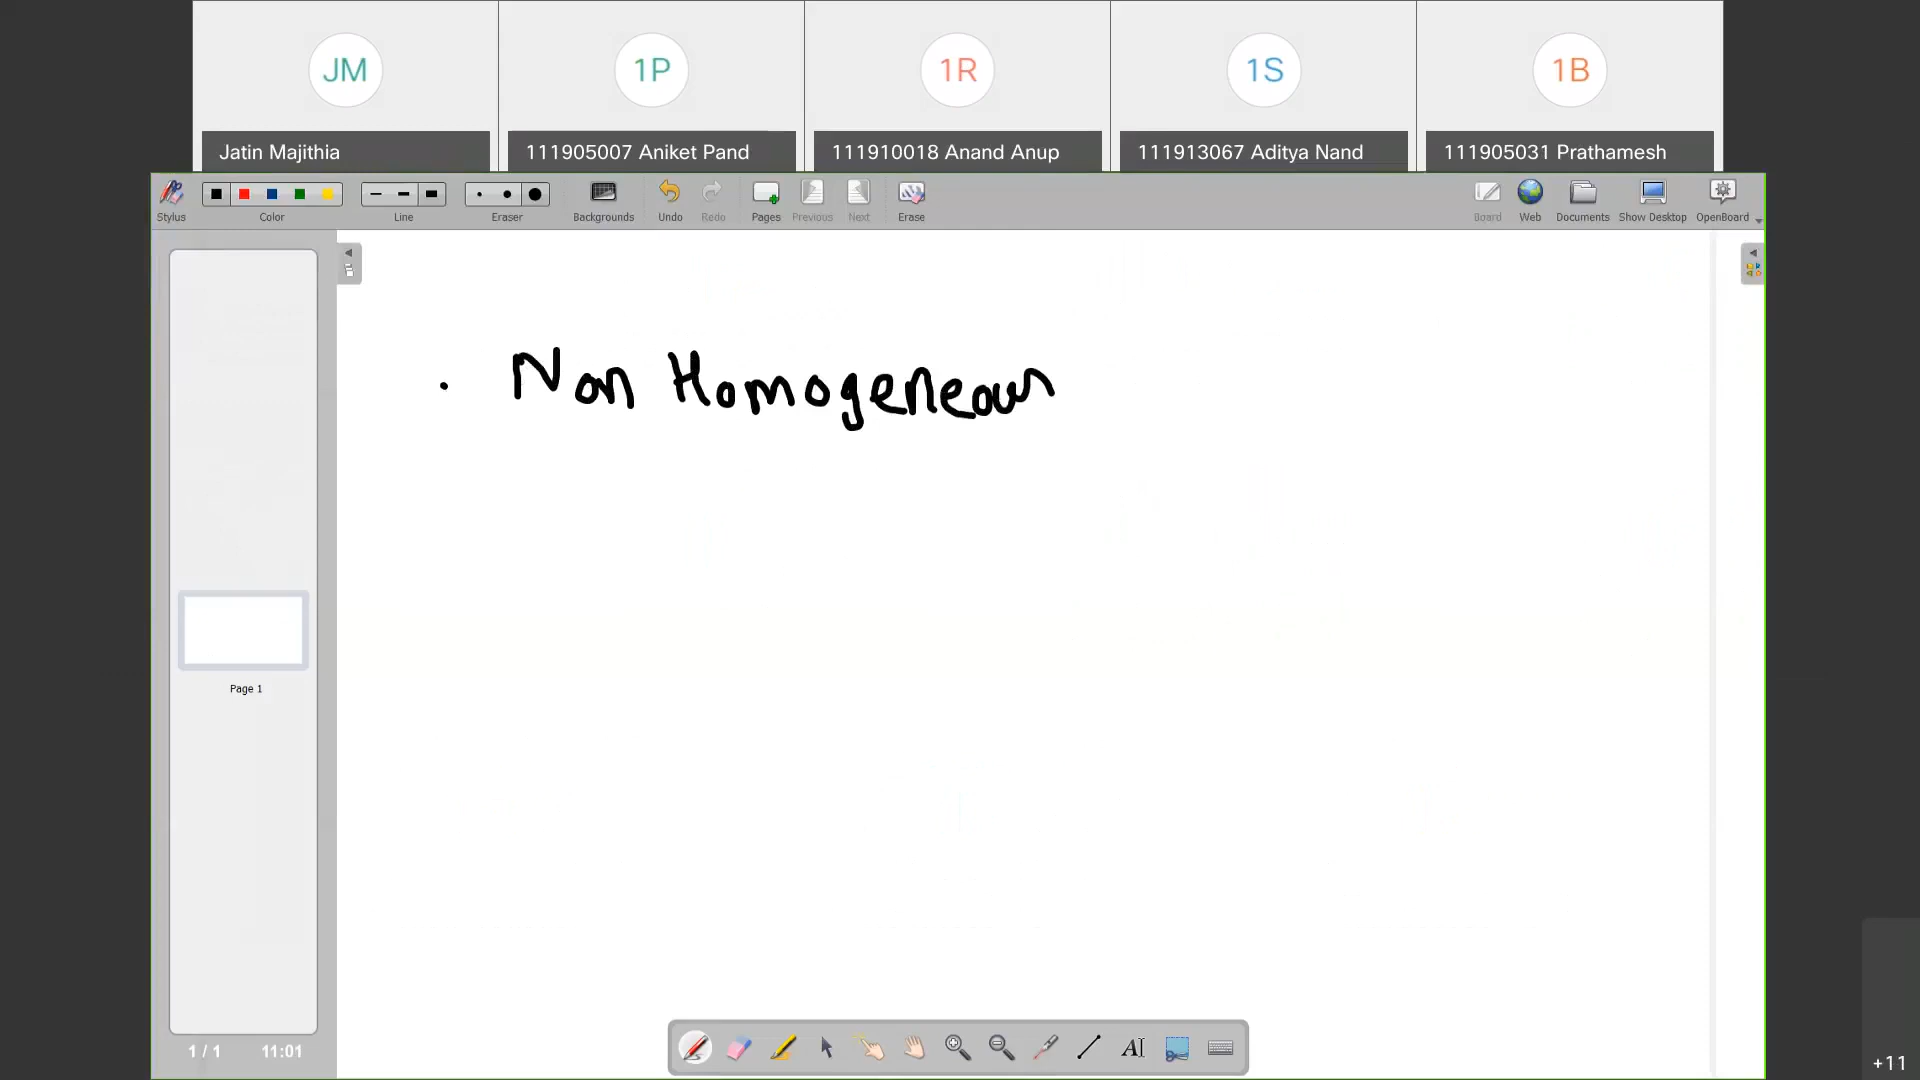 JM
1P
1R
1S
1B
Jatin Majithia
111905007 Aniket Pand
111910018 Anand Anup
111913067 Aditya Nand
111905031 Prathamesh
Stylus
Color
Line
Eraser
Backgrounds
Undo
Redo
Pages
Previous
Next
Erase
Board
Web
Documents
Show Desktop
OpenBoard
Non Homogeneous
Page 1
1 / 1
11:01
AI
+11